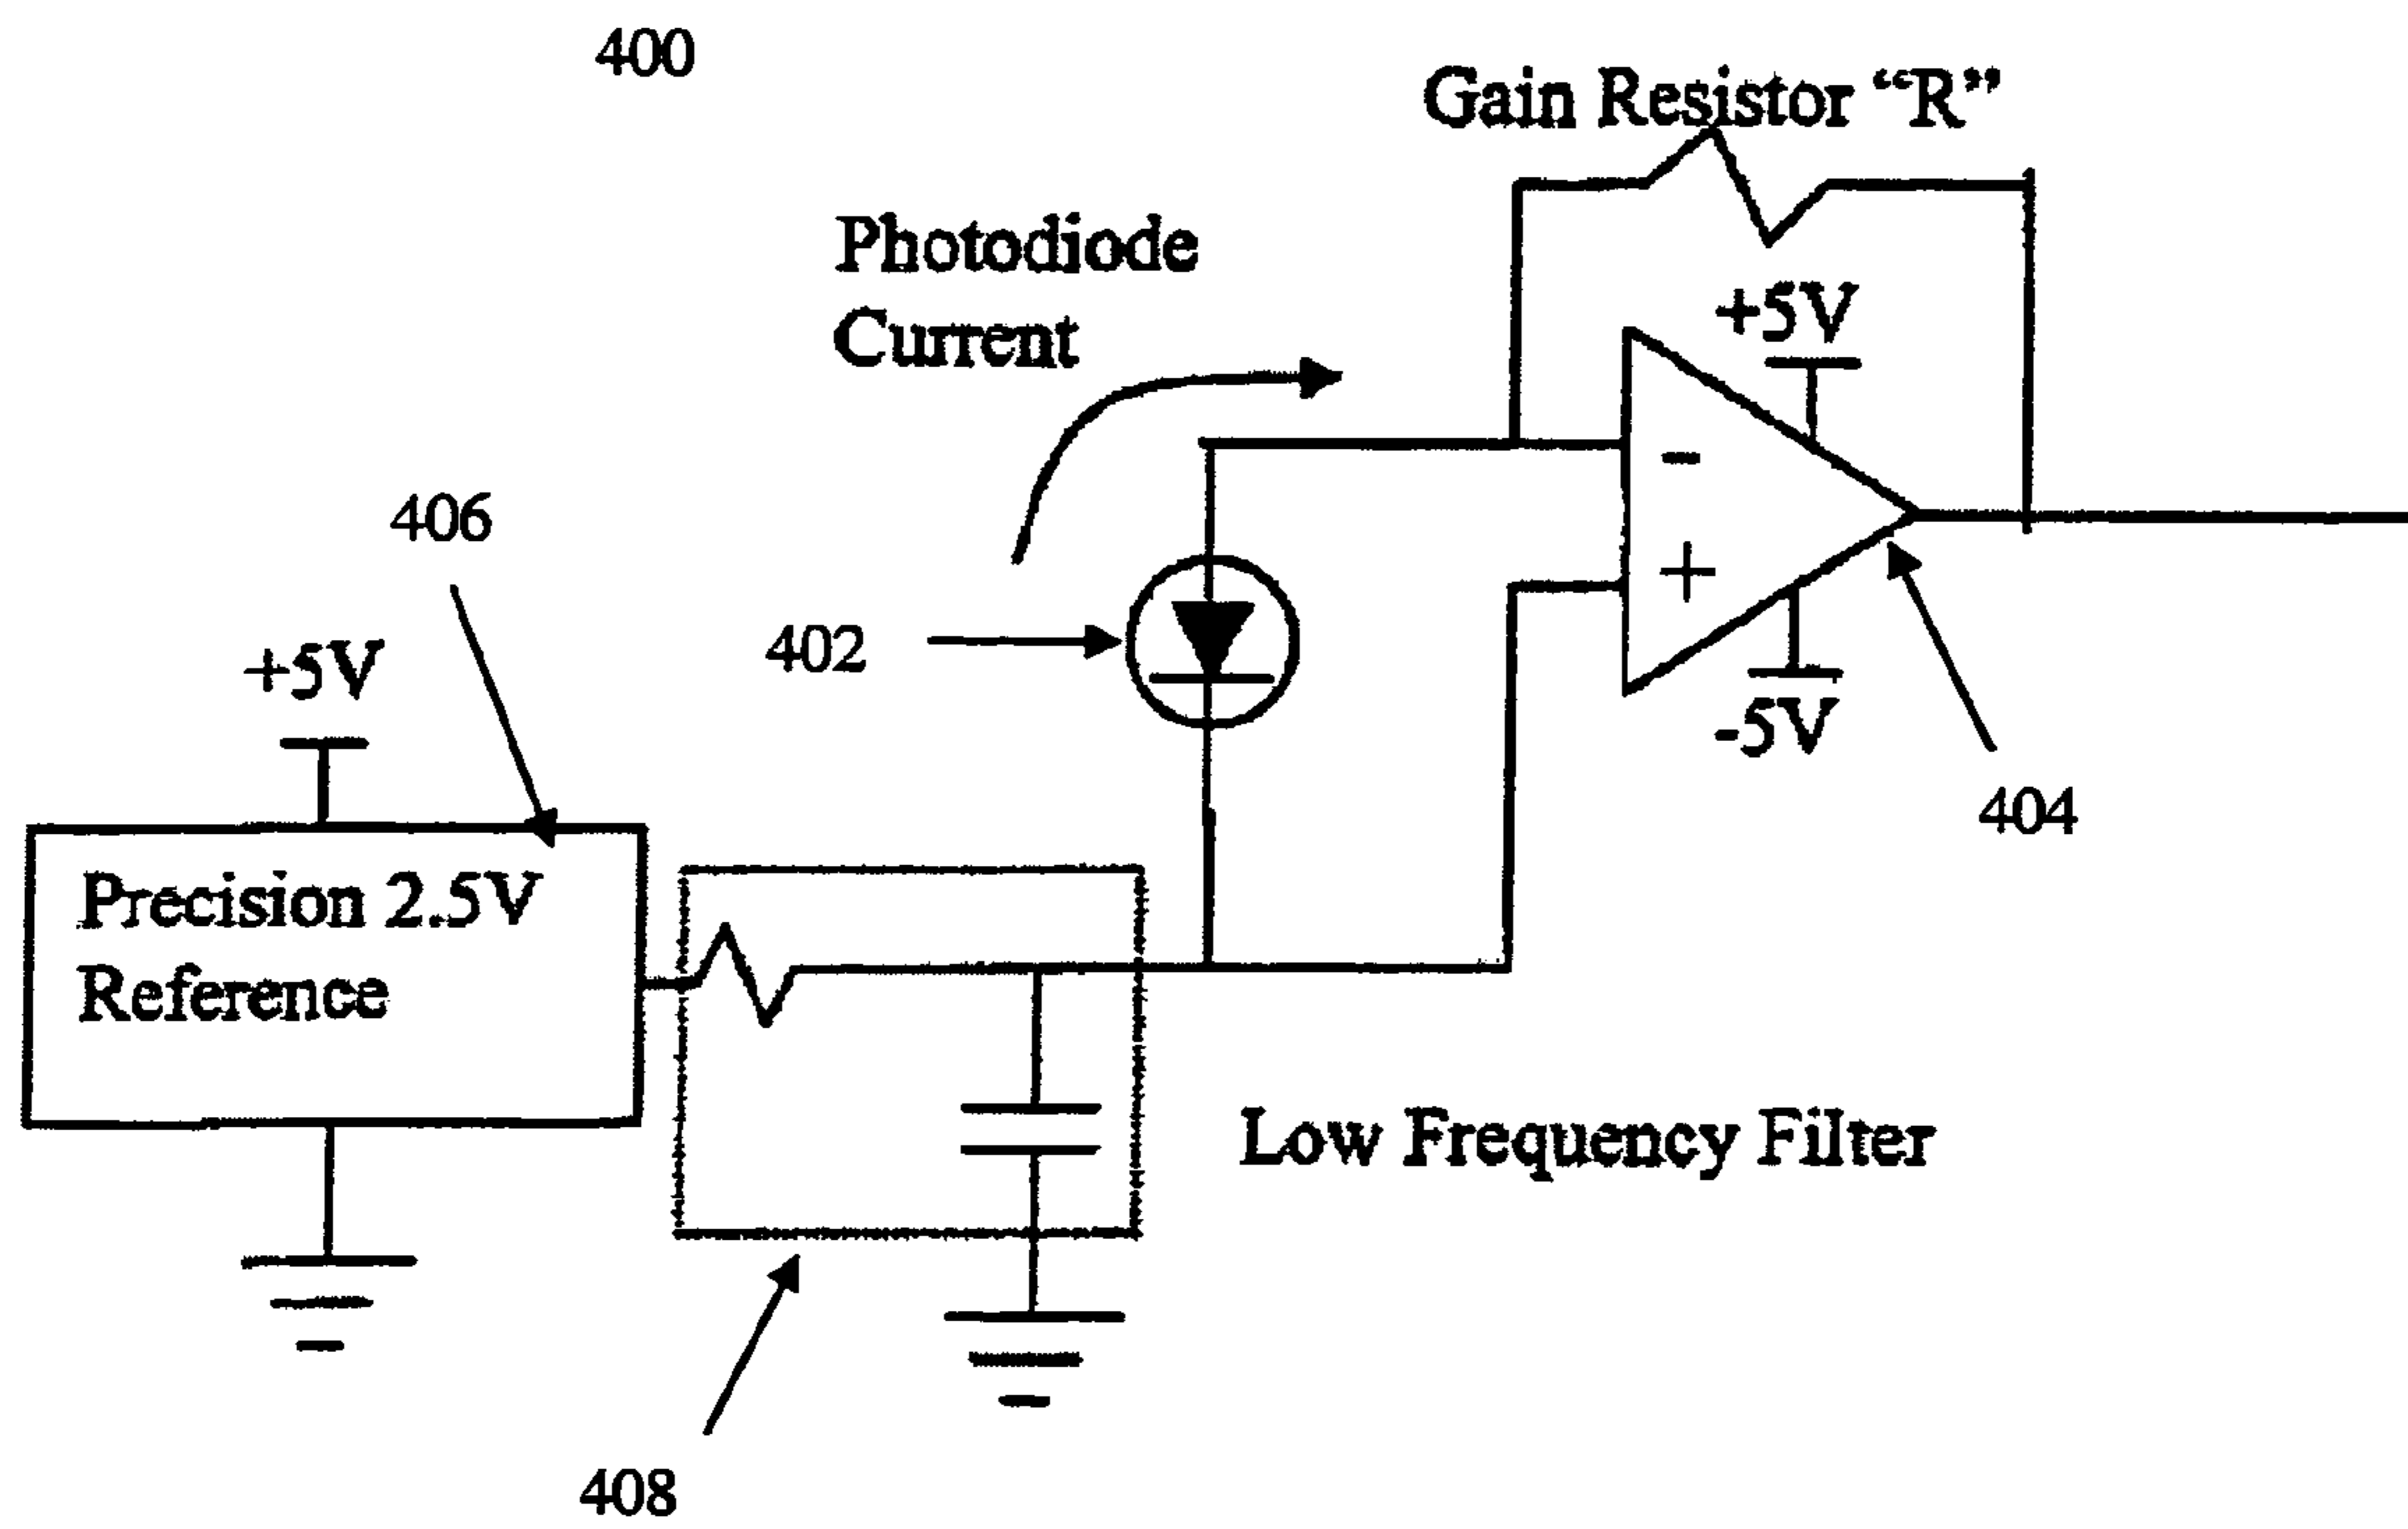 400
Gain Resistor “R”
Photodiode
Current
+5V
-
+
-5V
404
406
402
+5V
Precision 2.5V
Reference
Low Frequency Filter
408